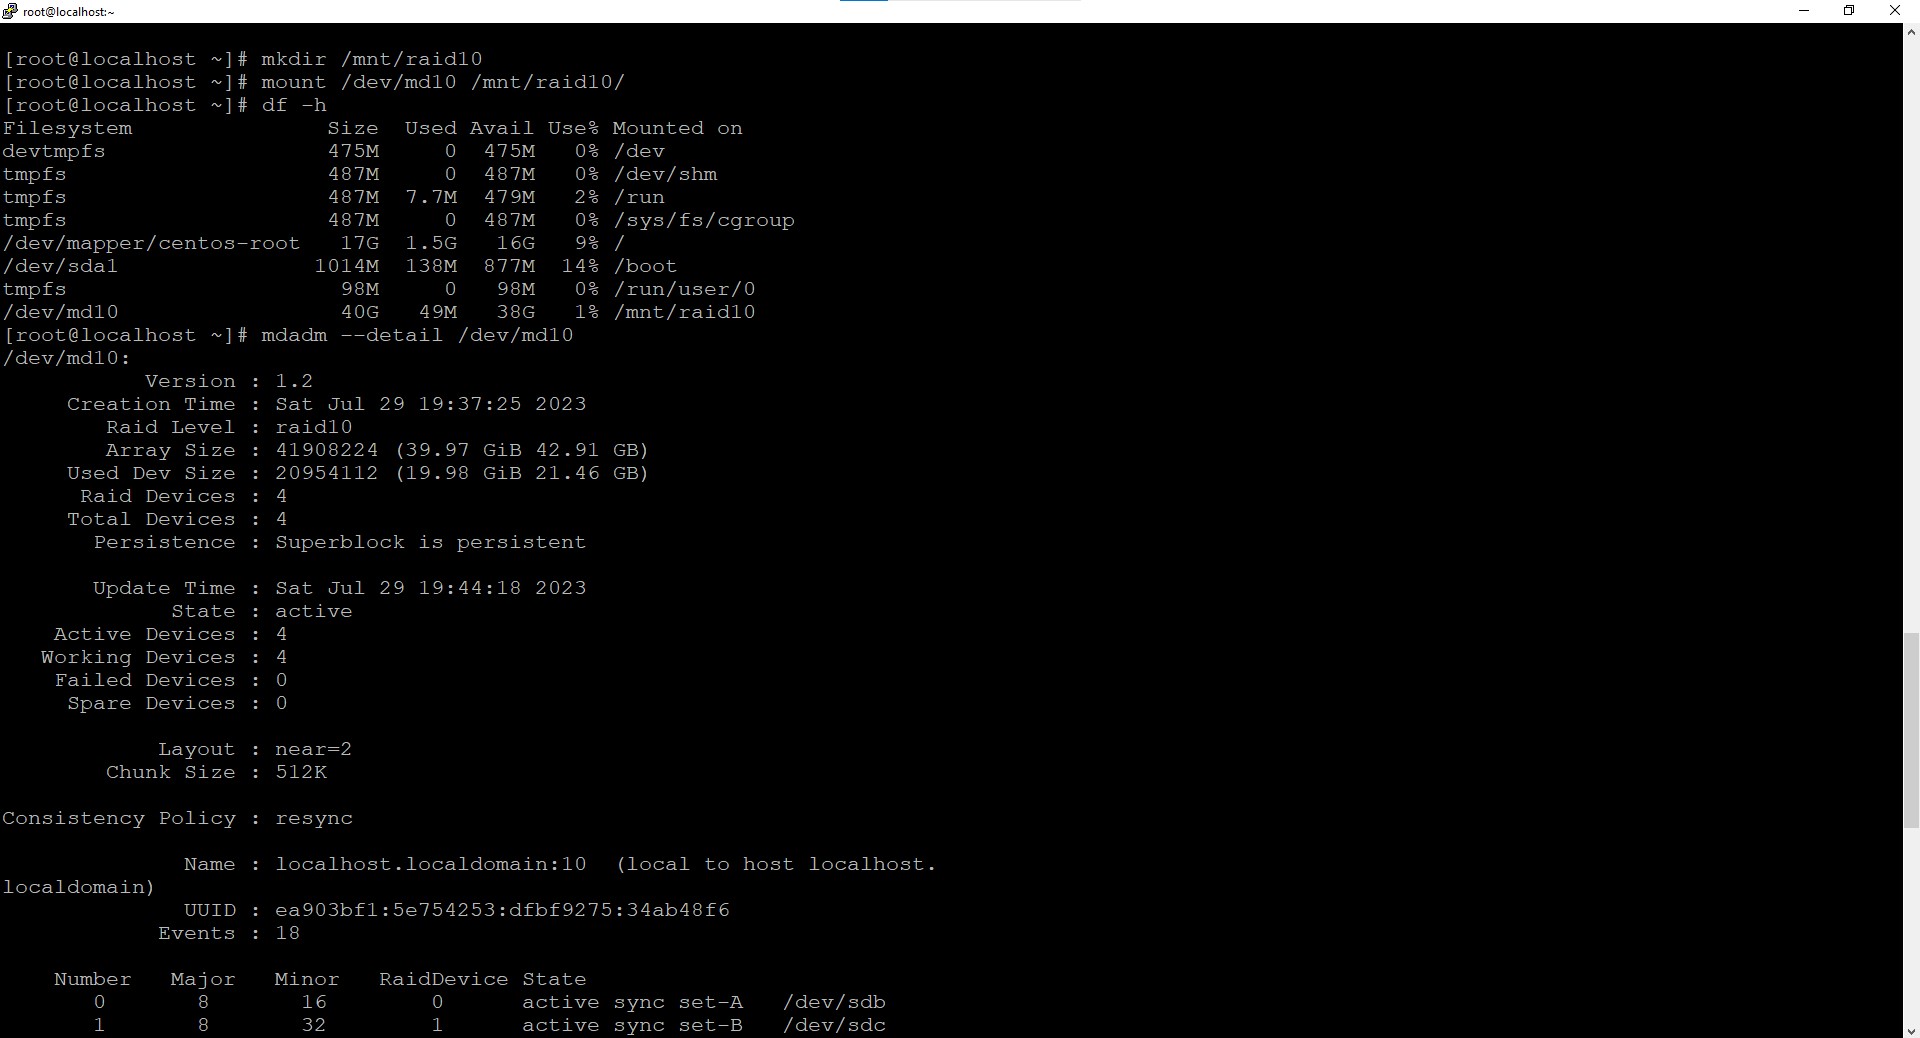 root@localhost:~
[root@localhost ~]# mkdir /mnt/raid10
[root@localhost ~]# mount /dev/md10 /mnt/raid10/
[root@localhost ~]# df -h
Filesystem               Size  Used Avail Use% Mounted on
devtmpfs                 475M     0  475M   0% /dev
tmpfs                    487M     0  487M   0% /dev/shm
tmpfs                    487M  7.7M  479M   2% /run
tmpfs                    487M     0  487M   0% /sys/fs/cgroup
/dev/mapper/centos-root   17G  1.5G   16G   9% /
/dev/sda1               1014M  138M  877M  14% /boot
tmpfs                     98M     0   98M   0% /run/user/0
/dev/md10                 40G   49M   38G   1% /mnt/raid10
[root@localhost ~]# mdadm --detail /dev/md10
/dev/md10:
           Version : 1.2
     Creation Time : Sat Jul 29 19:37:25 2023
        Raid Level : raid10
        Array Size : 41908224 (39.97 GiB 42.91 GB)
     Used Dev Size : 20954112 (19.98 GiB 21.46 GB)
      Raid Devices : 4
     Total Devices : 4
       Persistence : Superblock is persistent
       Update Time : Sat Jul 29 19:44:18 2023
             State : active
    Active Devices : 4
   Working Devices : 4
    Failed Devices : 0
     Spare Devices : 0
            Layout : near=2
        Chunk Size : 512K
Consistency Policy : resync
              Name : localhost.localdomain:10  (local to host localhost.
localdomain)
              UUID : ea903bf1:5e754253:dfbf9275:34ab48f6
            Events : 18
    Number   Major   Minor   RaidDevice State
       0       8       16        0      active sync set-A   /dev/sdb
       1       8       32        1      active sync set-B   /dev/sdc